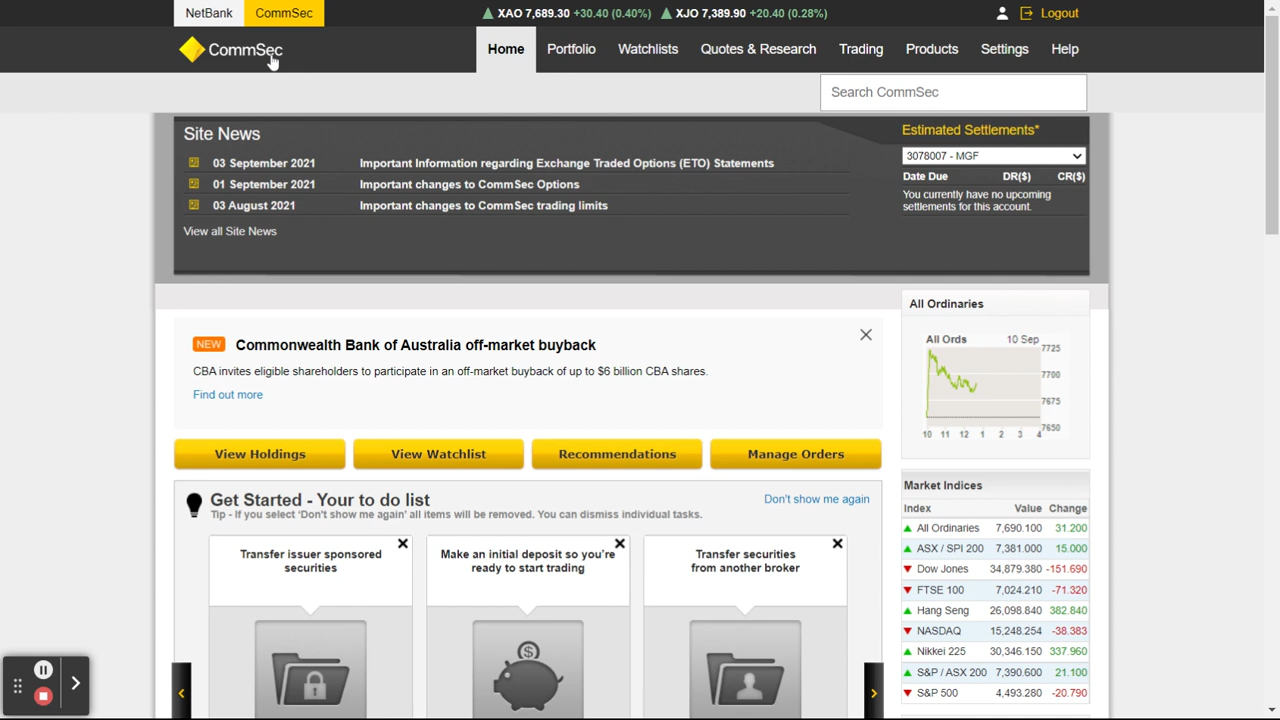 NetBank CommSec XAO 7,689.30 +30.40 (0.40%) XJO 7,389.90 +20.40 (0.28%) Logout
CommSec Home Portfolio Watchlists Quotes & Research Trading Products Settings Help
Search CommSec
Site News
03 September 2021 Important Information regarding Exchange Traded Options (ETO) Statements
01 September 2021 Important changes to CommSec Options
03 August 2021 Important changes to CommSec trading limits
View all Site News
Estimated Settlements*
3078007 - MGF
Date Due DR($) CR($)
You currently have no upcoming
settlements for this account.
NEW Commonwealth Bank of Australia off-market buyback
CBA invites eligible shareholders to participate in an off-market buyback of up to $6 billion CBA shares.
Find out more
All Ordinaries
All Ords 10 Sep
7725
7700
7675
7650
10 11 12 1 2 3 4
View Holdings View Watchlist Recommendations Manage Orders
Get Started - Your to do list Don't show me again
Tip - If you select 'Don't show me again' all items will be removed. You can dismiss individual tasks.
Transfer issuer sponsored
securities
Make an initial deposit so you're
ready to start trading
Transfer securities
from another broker
Market Indices
Index Value Change
All Ordinaries 7,690.100 31.200
ASX / SPI 200 7,381.000 15.000
Dow Jones 34,879.380 -151.690
FTSE 100 7,024.210 -71.320
Hang Seng 26,098.840 382.840
NASDAQ 15,248.254 -38.383
Nikkei 225 30,346.150 337.960
S&P / ASX 200 7,390.600 21.100
S&P 500 4,493.280 -20.790